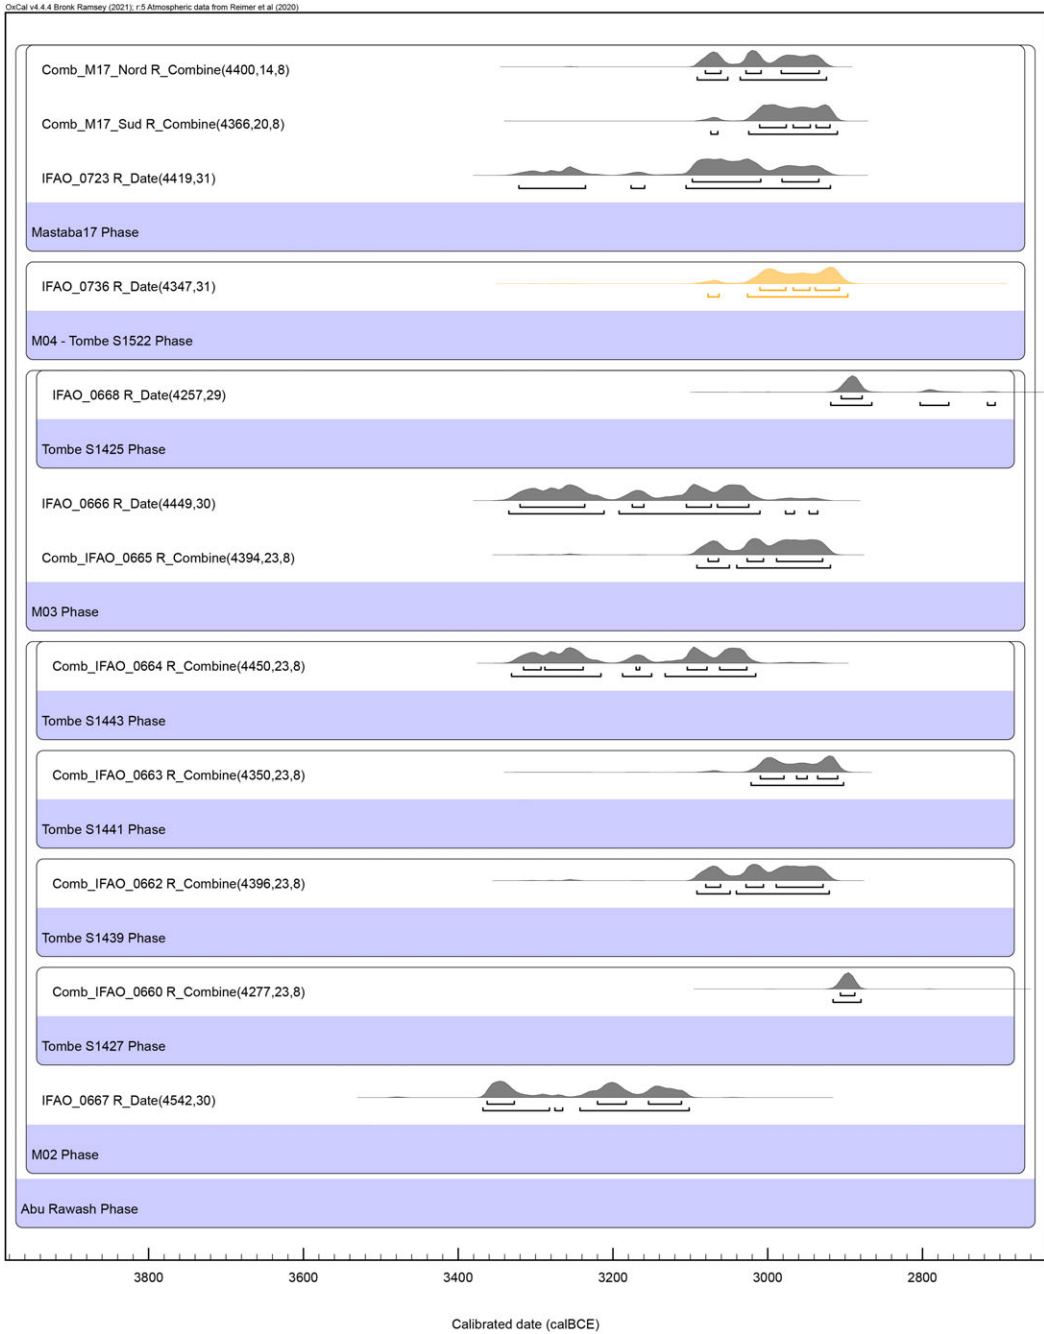 OxCal v4.4.4 Bronk Ramsey (2021); r:5 Atmospheric data from Reimer et al (2020)
Comb_M17_Nord R_Combine(4400,14,8)
Comb_M17_Sud R_Combine(4366,20,8)
IFAO_0723 R_Date(4419,31)
Mastaba17 Phase
IFAO_0736 R_Date(4347,31)
M04 - Tombe S1522 Phase
IFAO_0668 R_Date(4257,29)
Tombe S1425 Phase
IFAO_0666 R_Date(4449,30)
Comb_IFAO_0665 R_Combine(4394,23,8)
M03 Phase
Comb_IFAO_0664 R_Combine(4450,23,8)
Tombe S1443 Phase
Comb_IFAO_0663 R_Combine(4350,23,8)
Tombe S1441 Phase
Comb_IFAO_0662 R_Combine(4396,23,8)
Tombe S1439 Phase
Comb_IFAO_0660 R_Combine(4277,23,8)
Tombe S1427 Phase
IFAO_0667 R_Date(4542,30)
M02 Phase
Abu Rawash Phase
3800 3600 3400 3200 3000 2800
Calibrated date (calBCE)